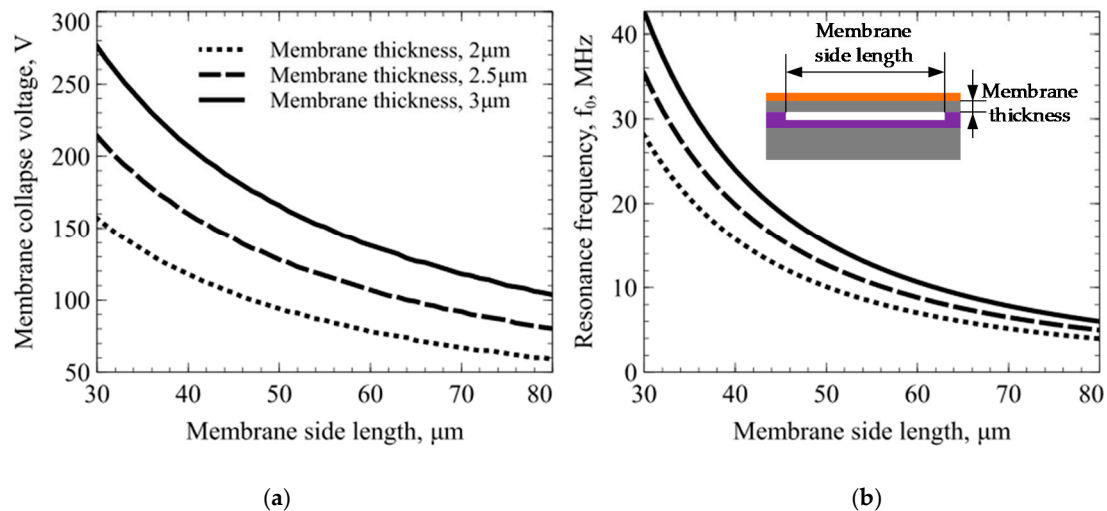 Membrane collapse voltage, V
300
250
200
150
100
50
30
40
50
60
70
80
Membrane side length, μm
Membrane thickness, 2μm
Membrane thickness, 2.5μm
Membrane thickness, 3μm
(a)
Resonance frequency, f₀, MHz
40
30
20
10
0
30
40
50
60
70
80
Membrane side length, μm
Membrane
side length
Membrane
thickness
(b)